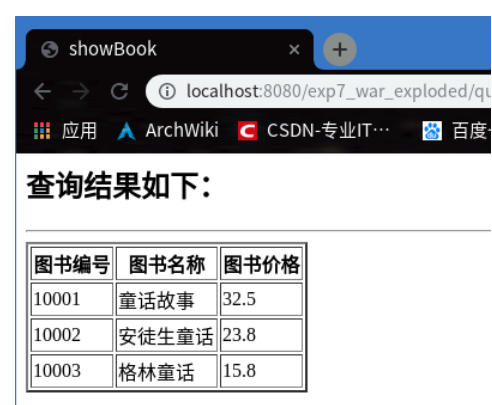 showBook
localhost:8080/exp7_war_exploded/qu
应用 ArchWiki CSDN-专业IT… 百度
查询结果如下：
图书编号 图书名称 图书价格
10001 童话故事 32.5
10002 安徒生童话 23.8
10003 格林童话 15.8